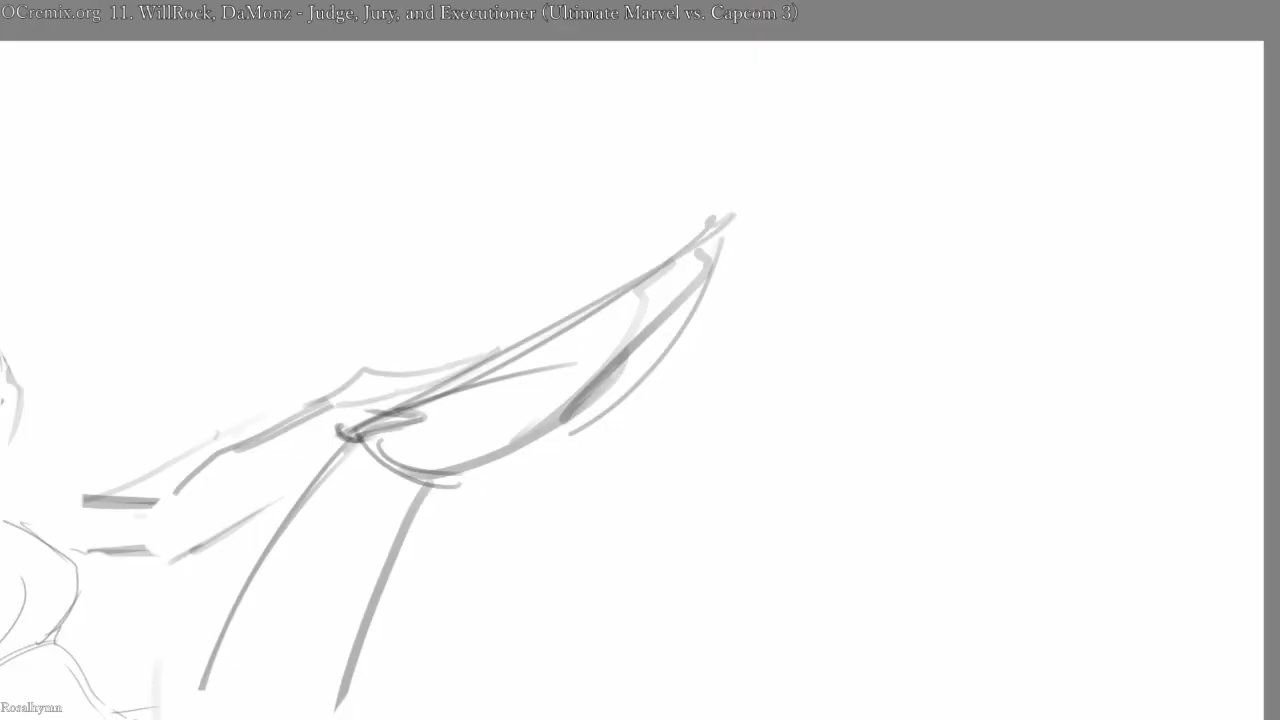 OCremix.org 11. WillRock, DaMonz - Judge, Jury, and Executioner (Ultimate Marvel vs. Capcom 3)
Rosalhymn